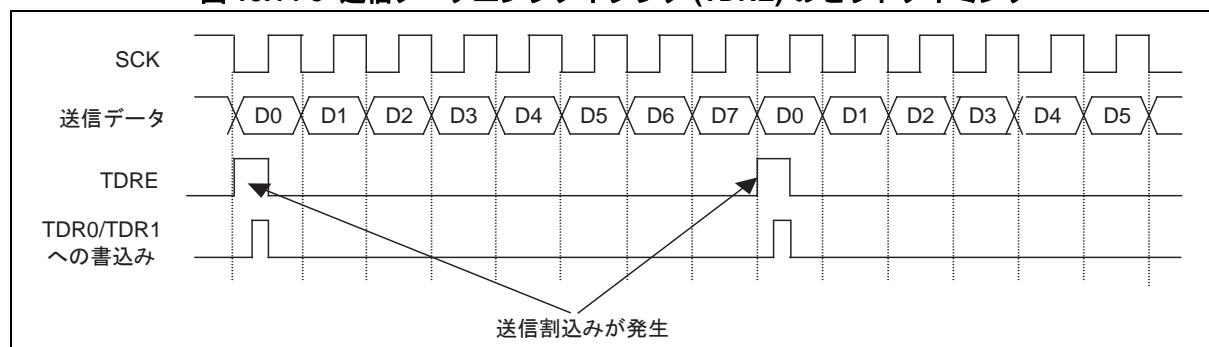 SCK
送信データ D0 D1 D2 D3 D4 D5 D6 D7 D0 D1 D2 D3 D4 D5
TDRE
TDR0/TDR1
への書込み
送信割込みが発生